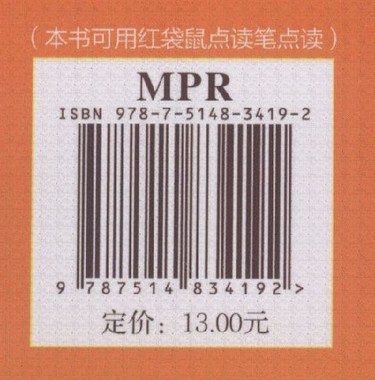 （本书可用红袋鼠点读笔点读）
MPR
ISBN 978-7-5148-3419-2
9 787514 834192 >
定价：13.00元